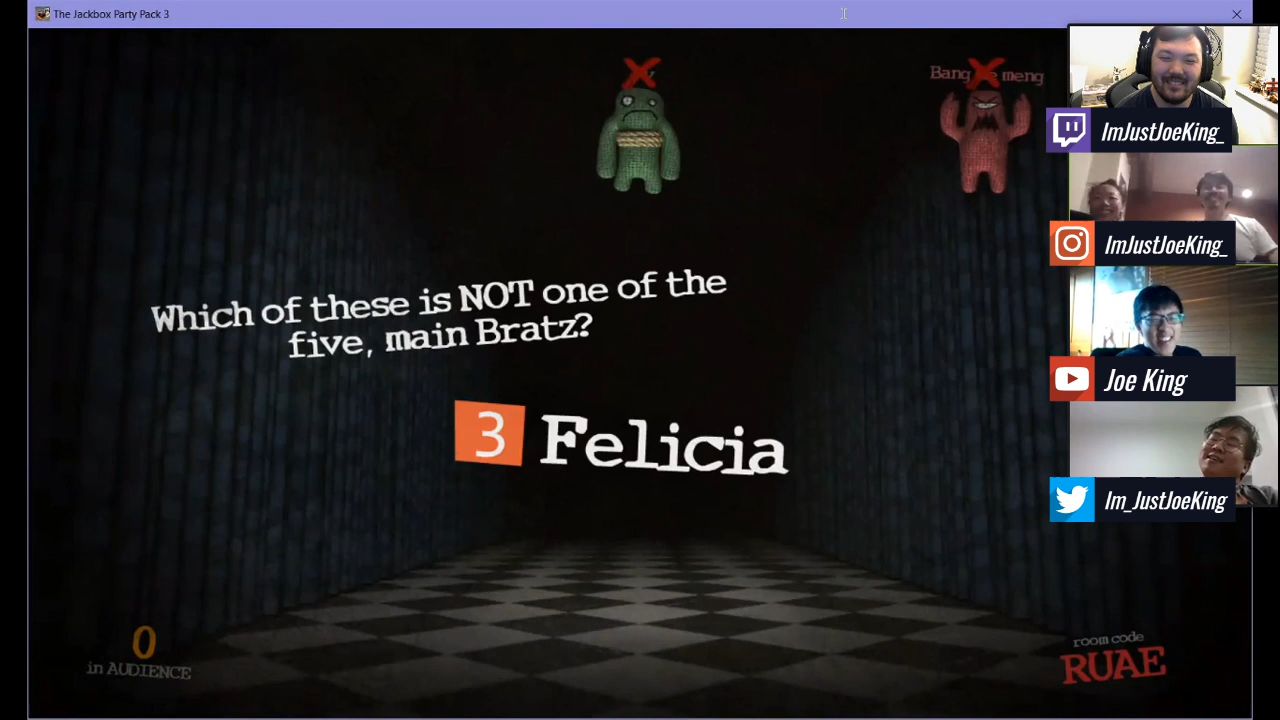 The Jackbox Party Pack 3
Bang meng
ImJustJoeKing_
Which of these is NOT one of the
five, main Bratz?
ImJustJoeKing_
3 Felicia
Joe King
Im_JustJoeKing
0
in AUDIENCE
room code
RUAE